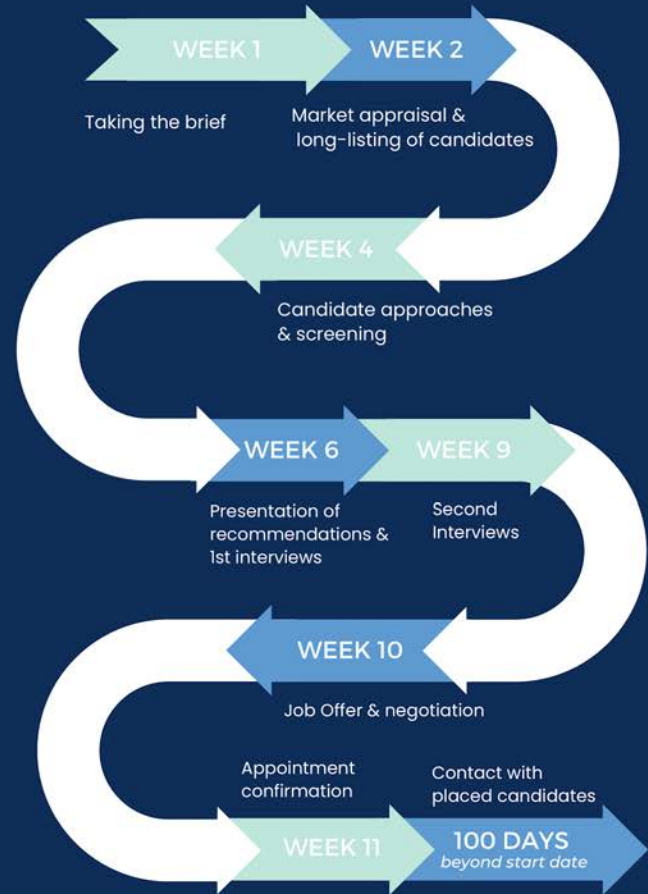 WEEK 1
WEEK 2
Taking the brief
Market appraisal &
long-listing of candidates
WEEK 4
Candidate approaches
& screening
WEEK 6
WEEK 9
Presentation of
recommendations &
1st interviews
Second
Interviews
WEEK 10
Job Offer & negotiation
Appointment
confirmation
Contact with
placed candidates
WEEK 11
100 DAYS
beyond start date